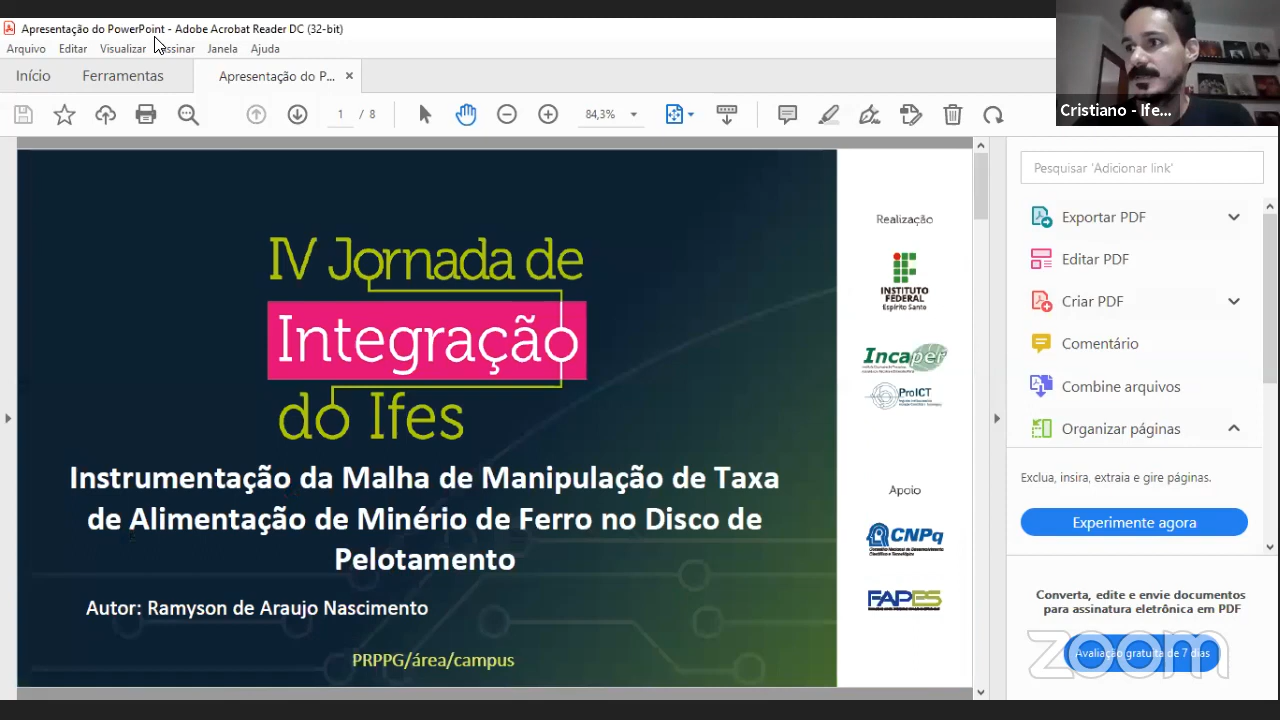 Apresentação do PowerPoint - Adobe Acrobat Reader DC (32-bit)
Arquivo Editar Visualizar Assinar Janela Ajuda
Início Ferramentas Apresentação do P... ×
1 / 8 84,3%
Cristiano - Ife...
IV Jornada de
Integração
do Ifes
Instrumentação da Malha de Manipulação de Taxa
de Alimentação de Minério de Ferro no Disco de
Pelotamento
Autor: Ramyson de Araujo Nascimento
PRPPG/área/campus
Realização
INSTITUTO
FEDERAL
Espírito Santo
Incaper
ProICT
Apoio
CNPq
FAPES
Pesquisar 'Adicionar link'
Exportar PDF
Editar PDF
Criar PDF
Comentário
Combine arquivos
Organizar páginas
Exclua, insira, extraia e gire páginas.
Experimente agora
Converta, edite e envie documentos
para assinatura eletrônica em PDF
Avaliação gratuita de 7 dias
zoom